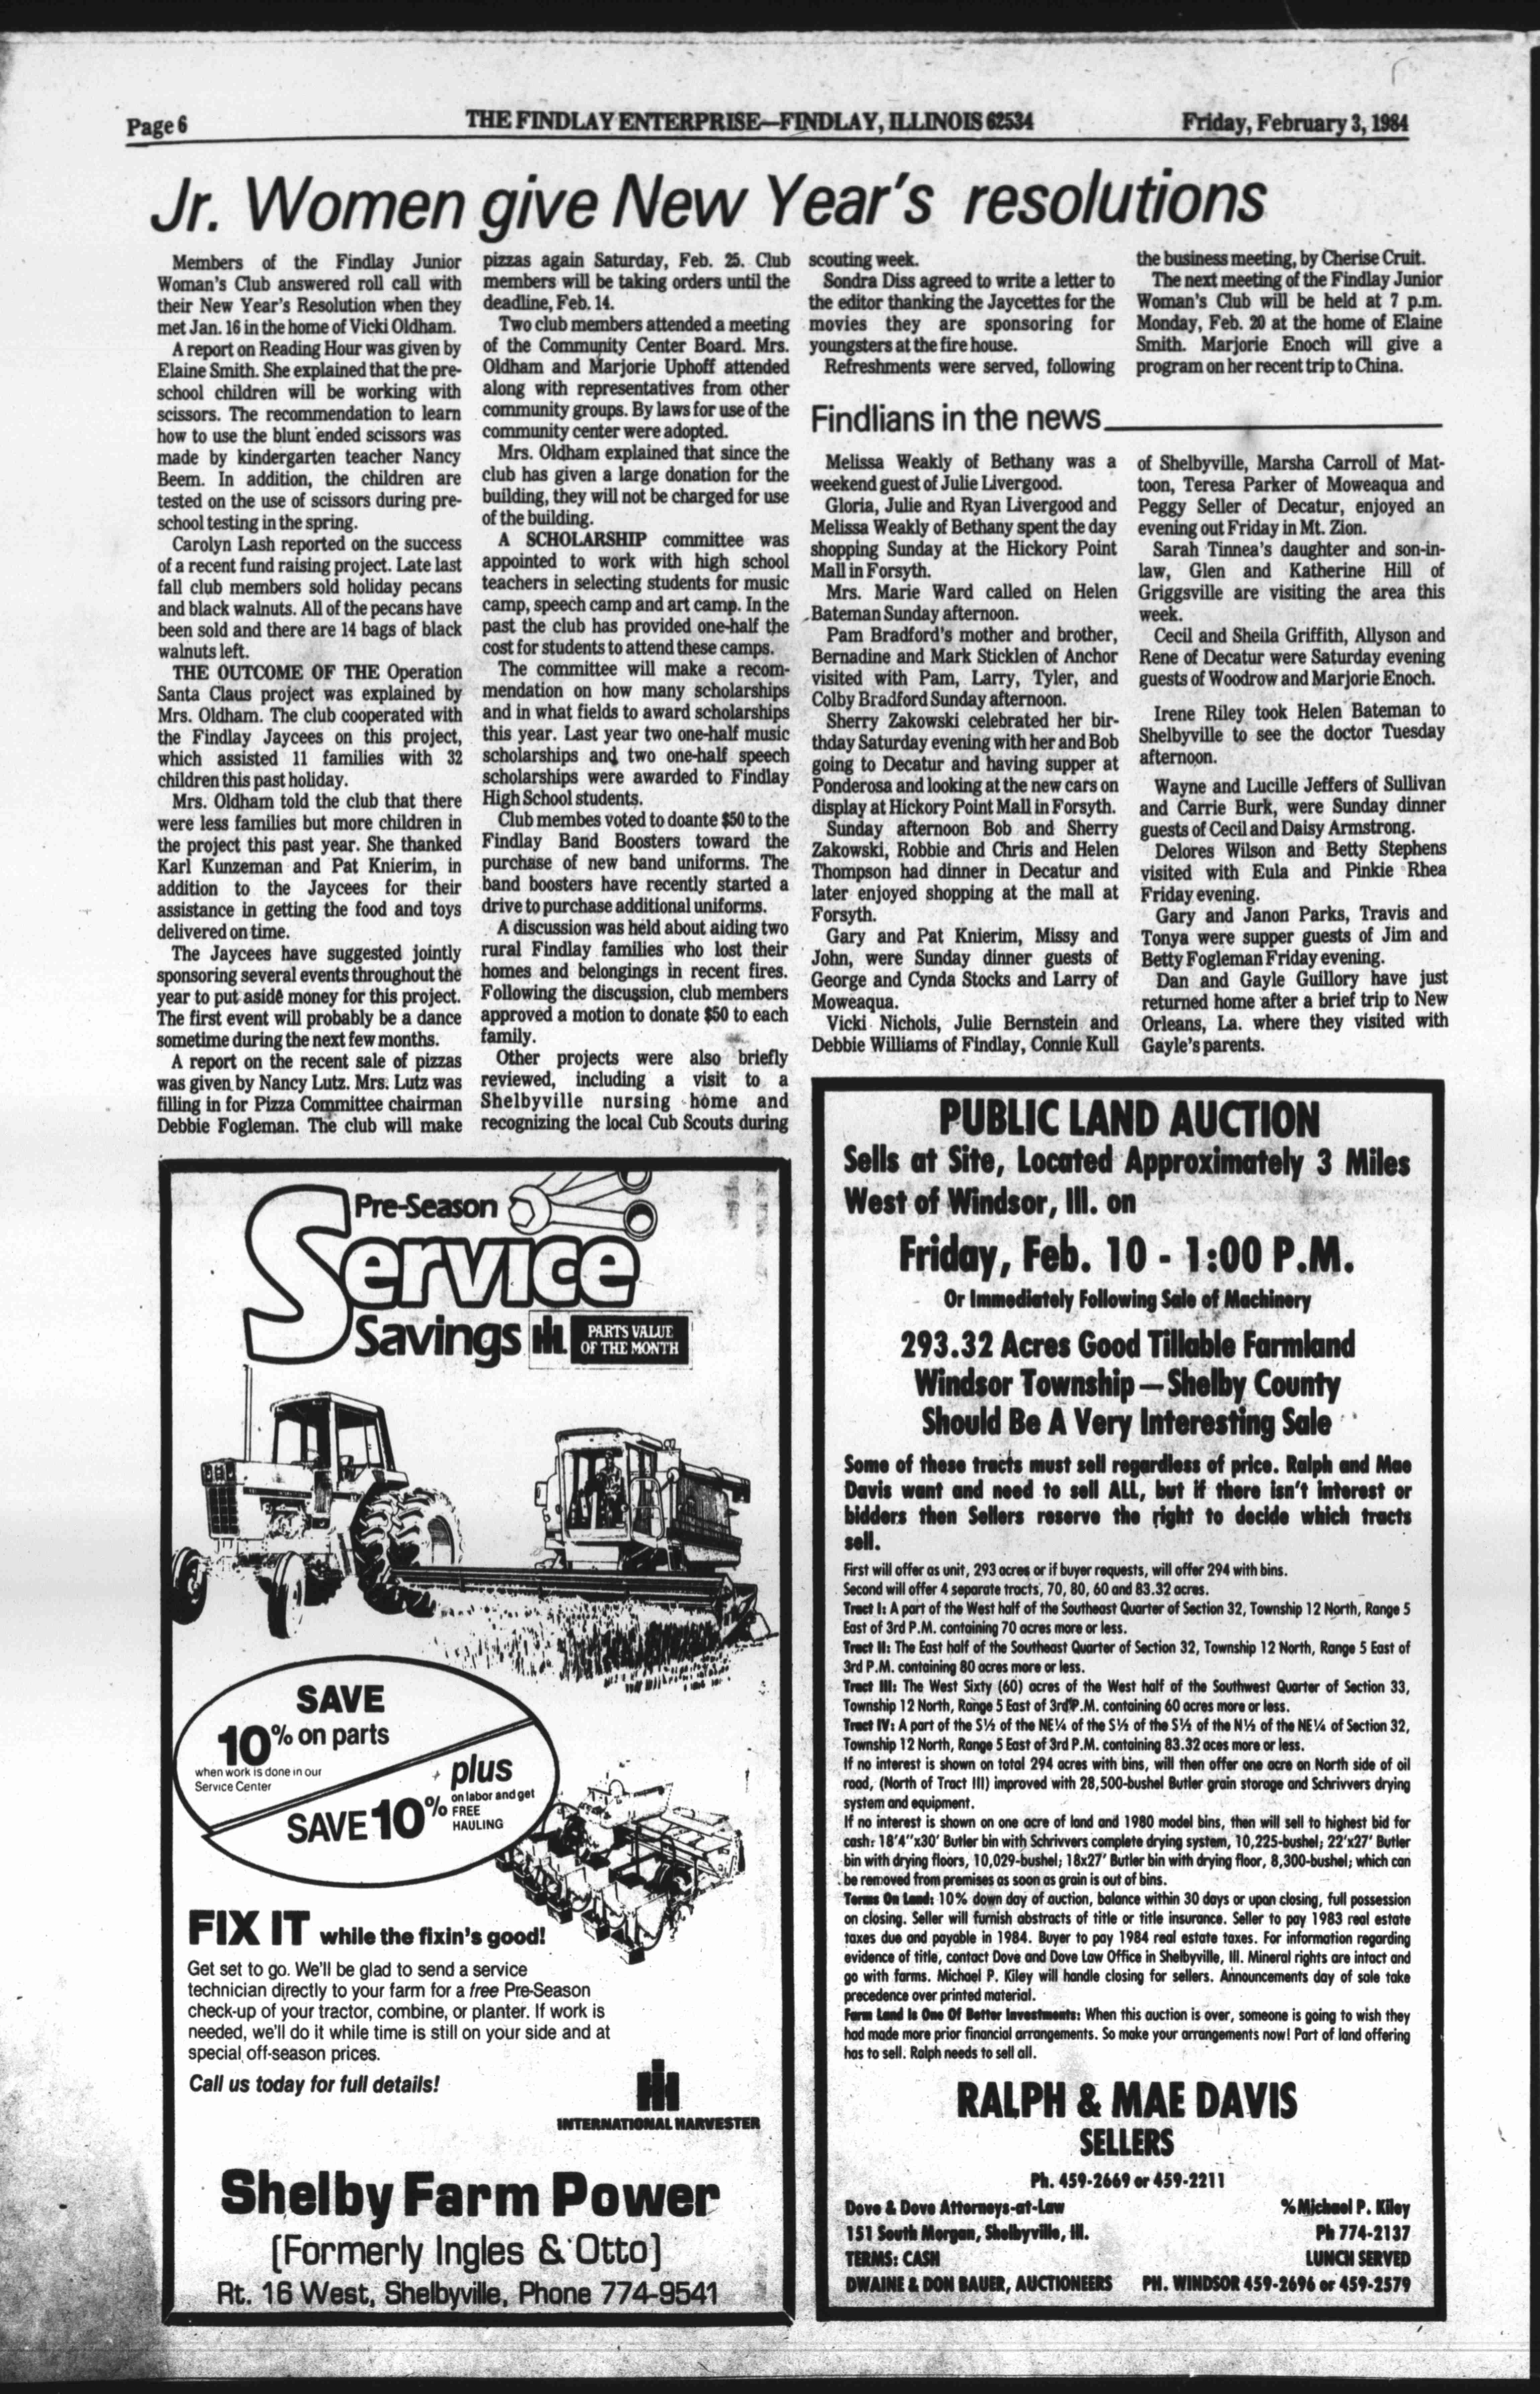 Page 6
THE FINDLAY ENTERPRISE—FINDLAY, ILLINOIS 62534
Friday, February 3, 1984
Jr. Women give New Year's resolutions
Members of the Findlay Junior
Woman's Club answered roll call with
their New Year's Resolution when they
met Jan. 16 in the home of Vicki Oldham.
A report on Reading Hour was given by
Elaine Smith. She explained that the pre-
school children will be working with
scissors. The recommendation to learn
how to use the blunt ended scissors was
made by kindergarten teacher Nancy
Beem. In addition, the children are
tested on the use of scissors during pre-
school testing in the spring.
Carolyn Lash reported on the success
of a recent fund raising project. Late last
fall club members sold holiday pecans
and black walnuts. All of the pecans have
been sold and there are 14 bags of black
walnuts left.
THE OUTCOME OF THE Operation
Santa Claus project was explained by
Mrs. Oldham. The club cooperated with
the Findlay Jaycees on this project,
which assisted 11 families with 32
children this past holiday.
Mrs. Oldham told the club that there
were less families but more children in
the project this past year. She thanked
Karl Kunzeman and Pat Knierim, in
addition to the Jaycees for their
assistance in getting the food and toys
delivered on time.
The Jaycees have suggested jointly
sponsoring several events throughout the
year to put aside money for this project.
The first event will probably be a dance
sometime during the next few months.
A report on the recent sale of pizzas
was given by Nancy Lutz. Mrs. Lutz was
filling in for Pizza Committee chairman
Debbie Fogleman. The club will make
pizzas again Saturday, Feb. 25. Club
members will be taking orders until the
deadline, Feb. 14.
Two club members attended a meeting
of the Community Center Board. Mrs.
Oldham and Marjorie Uphoff attended
along with representatives from other
community groups. By laws for use of the
community center were adopted.
Mrs. Oldham explained that since the
club has given a large donation for the
building, they will not be charged for use
of the building.
A SCHOLARSHIP committee was
appointed to work with high school
teachers in selecting students for music
camp, speech camp and art camp. In the
past the club has provided one-half the
cost for students to attend these camps.
The committee will make a recom-
mendation on how many scholarships
and in what fields to award scholarships
this year. Last year two one-half music
scholarships and two one-half speech
scholarships were awarded to Findlay
High School students.
Club membes voted to doante $50 to the
Findlay Band Boosters toward the
purchase of new band uniforms. The
band boosters have recently started a
drive to purchase additional uniforms.
A discussion was held about aiding two
rural Findlay families who lost their
homes and belongings in recent fires.
Following the discussion, club members
approved a motion to donate $50 to each
family.
Other projects were also briefly
reviewed, including a visit to a
Shelbyville nursing home and
recognizing the local Cub Scouts during
scouting week.
Sondra Diss agreed to write a letter to
the editor thanking the Jaycettes for the
movies they are sponsoring for
youngsters at the fire house.
Refreshments were served, following
the business meeting, by Cherise Cruit.
The next meeting of the Findlay Junior
Woman's Club will be held at 7 p.m.
Monday, Feb. 20 at the home of Elaine
Smith. Marjorie Enoch will give a
program on her recent trip to China.
Findlians in the news
Melissa Weakly of Bethany was a
weekend guest of Julie Livergood.
Gloria, Julie and Ryan Livergood and
Melissa Weakly of Bethany spent the day
shopping Sunday at the Hickory Point
Mall in Forsyth.
Mrs. Marie Ward called on Helen
Bateman Sunday afternoon.
Pam Bradford's mother and brother,
Bernadine and Mark Sticklen of Anchor
visited with Pam, Larry, Tyler, and
Colby Bradford Sunday afternoon.
Sherry Zakowski celebrated her bir-
thday Saturday evening with her and Bob
going to Decatur and having supper at
Ponderosa and looking at the new cars on
display at Hickory Point Mall in Forsyth.
Sunday afternoon Bob and Sherry
Zakowski, Robbie and Chris and Helen
Thompson had dinner in Decatur and
later enjoyed shopping at the mall at
Forsyth.
Gary and Pat Knierim, Missy and
John, were Sunday dinner guests of
George and Cynda Stocks and Larry of
Moweaqua.
Vicki Nichols, Julie Bernstein and
Debbie Williams of Findlay, Connie Kull
of Shelbyville, Marsha Carroll of Mat-
toon, Teresa Parker of Moweaqua and
Peggy Seller of Decatur, enjoyed an
evening out Friday in Mt. Zion.
Sarah Tinnea's daughter and son-in-
law, Glen and Katherine Hill of
Griggsville are visiting the area this
week.
Cecil and Sheila Griffith, Allyson and
Rene of Decatur were Saturday evening
guests of Woodrow and Marjorie Enoch.
Irene Riley took Helen Bateman to
Shelbyville to see the doctor Tuesday
afternoon.
Wayne and Lucille Jeffers of Sullivan
and Carrie Burk, were Sunday dinner
guests of Cecil and Daisy Armstrong.
Delores Wilson and Betty Stephens
visited with Eula and Pinkie Rhea
Friday evening.
Gary and Janon Parks, Travis and
Tonya were supper guests of Jim and
Betty Fogleman Friday evening.
Dan and Gayle Guillory have just
returned home after a brief trip to New
Orleans, La. where they visited with
Gayle's parents.
Pre-Season
Service
Savings
PARTS VALUE
OF THE MONTH
SAVE
10% on parts
when work is done in our
Service Center
plus
SAVE 10%
on labor and get
FREE
HAULING
FIX IT while the fixin's good!
Get set to go. We'll be glad to send a service
technician directly to your farm for a free Pre-Season
check-up of your tractor, combine, or planter. If work is
needed, we'll do it while time is still on your side and at
special off-season prices.
Call us today for full details!
INTERNATIONAL HARVESTER
Shelby Farm Power
[Formerly Ingles & Otto]
Rt. 16 West, Shelbyville, Phone 774-9541
PUBLIC LAND AUCTION
Sells at Site, Located Approximately 3 Miles
West of Windsor, Ill. on
Friday, Feb. 10 - 1:00 P.M.
Or Immediately Following Sale of Machinery
293.32 Acres Good Tillable Farmland
Windsor Township — Shelby County
Should Be A Very Interesting Sale
Some of these tracts must sell regardless of price. Ralph and Mae
Davis want and need to sell ALL, but if there isn't interest or
bidders then Sellers reserve the right to decide which tracts
sell.
First will offer as unit, 293 acres or if buyer requests, will offer 294 with bins.
Second will offer 4 separate tracts, 70, 80, 60 and 83.32 acres.
Tract I: A part of the West half of the Southeast Quarter of Section 32, Township 12 North, Range 5
East of 3rd P.M. containing 70 acres more or less.
Tract II: The East half of the Southeast Quarter of Section 32, Township 12 North, Range 5 East of
3rd P.M. containing 80 acres more or less.
Tract III: The West Sixty (60) acres of the West half of the Southwest Quarter of Section 33,
Township 12 North, Range 5 East of 3rd P.M. containing 60 acres more or less.
Tract IV: A part of the S½ of the NE¼ of the S½ of the S½ of the N½ of the NE¼ of Section 32,
Township 12 North, Range 5 East of 3rd P.M. containing 83.32 aces more or less.
If no interest is shown on total 294 acres with bins, will then offer one acre on North side of oil
road, (North of Tract III) improved with 28,500-bushel Butler grain storage and Schrivvers drying
system and equipment.
If no interest is shown on one acre of land and 1980 model bins, then will sell to highest bid for
cash: 18'4"x30' Butler bin with Schrivvers complete drying system, 10,225-bushel; 22'x27' Butler
bin with drying floors, 10,029-bushel; 18x27' Butler bin with drying floor, 8,300-bushel; which can
be removed from premises as soon as grain is out of bins.
Terms On Land: 10% down day of auction, balance within 30 days or upon closing, full possession
on closing. Seller will furnish abstracts of title or title insurance. Seller to pay 1983 real estate
taxes due and payable in 1984. Buyer to pay 1984 real estate taxes. For information regarding
evidence of title, contact Dove and Dove Law Office in Shelbyville, Ill. Mineral rights are intact and
go with farms. Michael P. Kiley will handle closing for sellers. Announcements day of sale take
precedence over printed material.
Farm Land Is One Of Better Investments: When this auction is over, someone is going to wish they
had made more prior financial arrangements. So make your arrangements now! Part of land offering
has to sell. Ralph needs to sell all.
RALPH & MAE DAVIS
SELLERS
Ph. 459-2669 or 459-2211
Dove & Dove Attorneys-at-Law
%Michael P. Kiley
151 South Morgan, Shelbyville, Ill.
Ph 774-2137
TERMS: CASH
LUNCH SERVED
DWAINE & DON BAUER, AUCTIONEERS
PH. WINDSOR 459-2696 or 459-2579